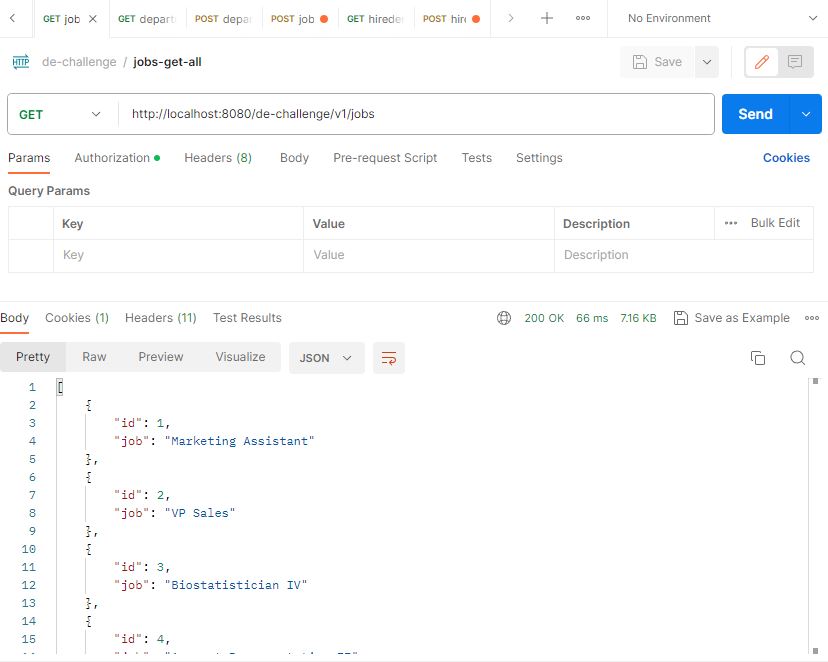 GET job
GET depart
POST depa
POST job
GET hirede
POST hir
No Environment
HTTP de-challenge / jobs-get-all
Save
GET
http://localhost:8080/de-challenge/v1/jobs
Send
Params Authorization Headers (8) Body Pre-request Script Tests Settings Cookies
Query Params
Key Value Description Bulk Edit
Key Value Description
Body Cookies (1) Headers (11) Test Results 200 OK 66 ms 7.16 KB Save as Example
Pretty Raw Preview Visualize JSON
1 [
2 {
3 "id": 1,
4 "job": "Marketing Assistant"
5 },
6 {
7 "id": 2,
8 "job": "VP Sales"
9 },
10 {
11 "id": 3,
12 "job": "Biostatistician IV"
13 },
14 {
15 "id": 4,